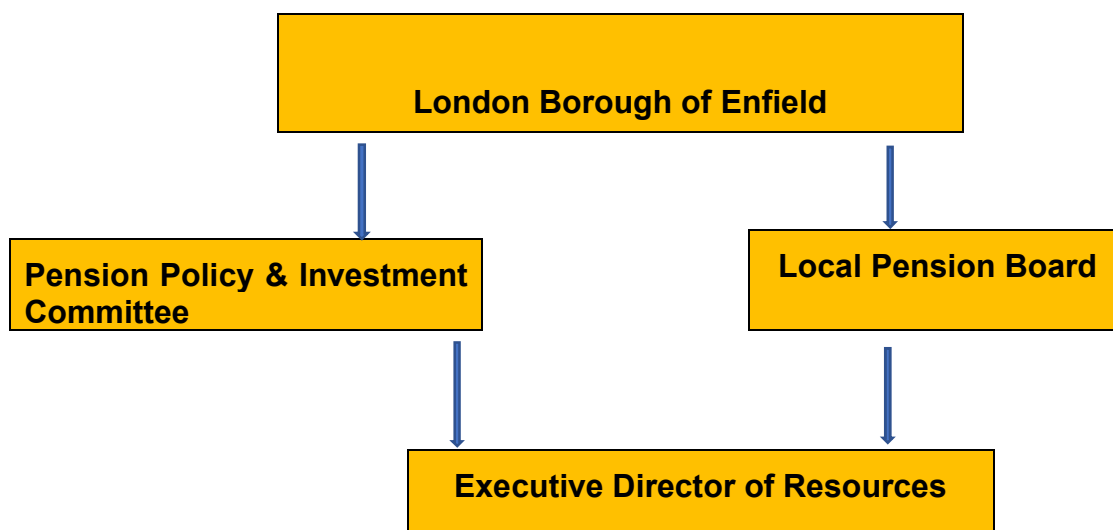 London Borough of Enfield
Pension Policy & Investment
Committee
Local Pension Board
Executive Director of Resources